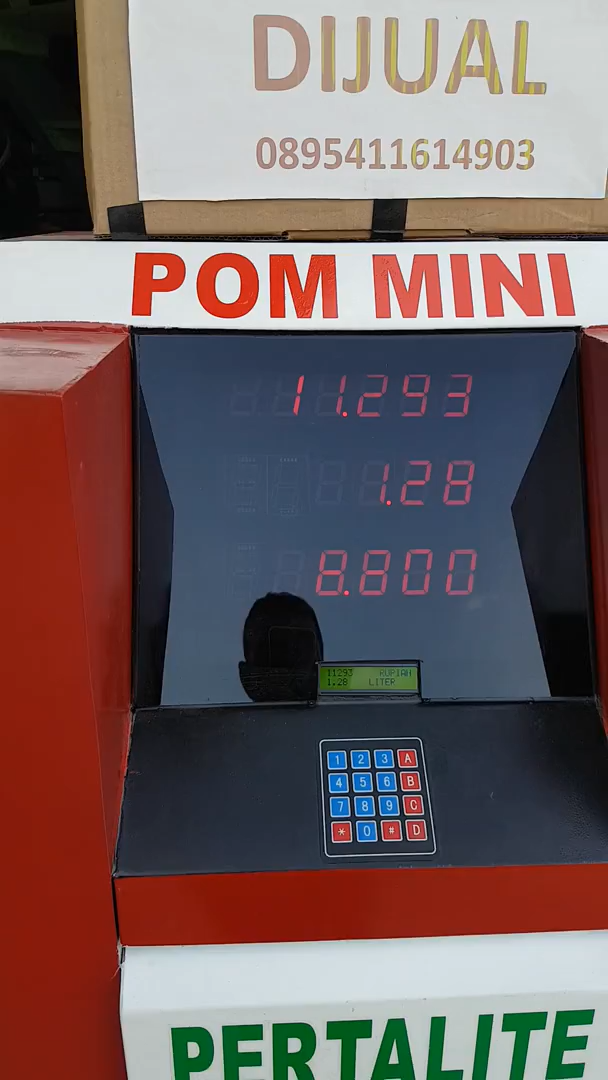 DIJUAL
0895411614903
POM MINI
11.293
1.28
8.800
11293 RUPIAH
1.28 LITER
1 2 3 A
4 5 6 B
7 8 9 C
* 0 # D
PERTALITE